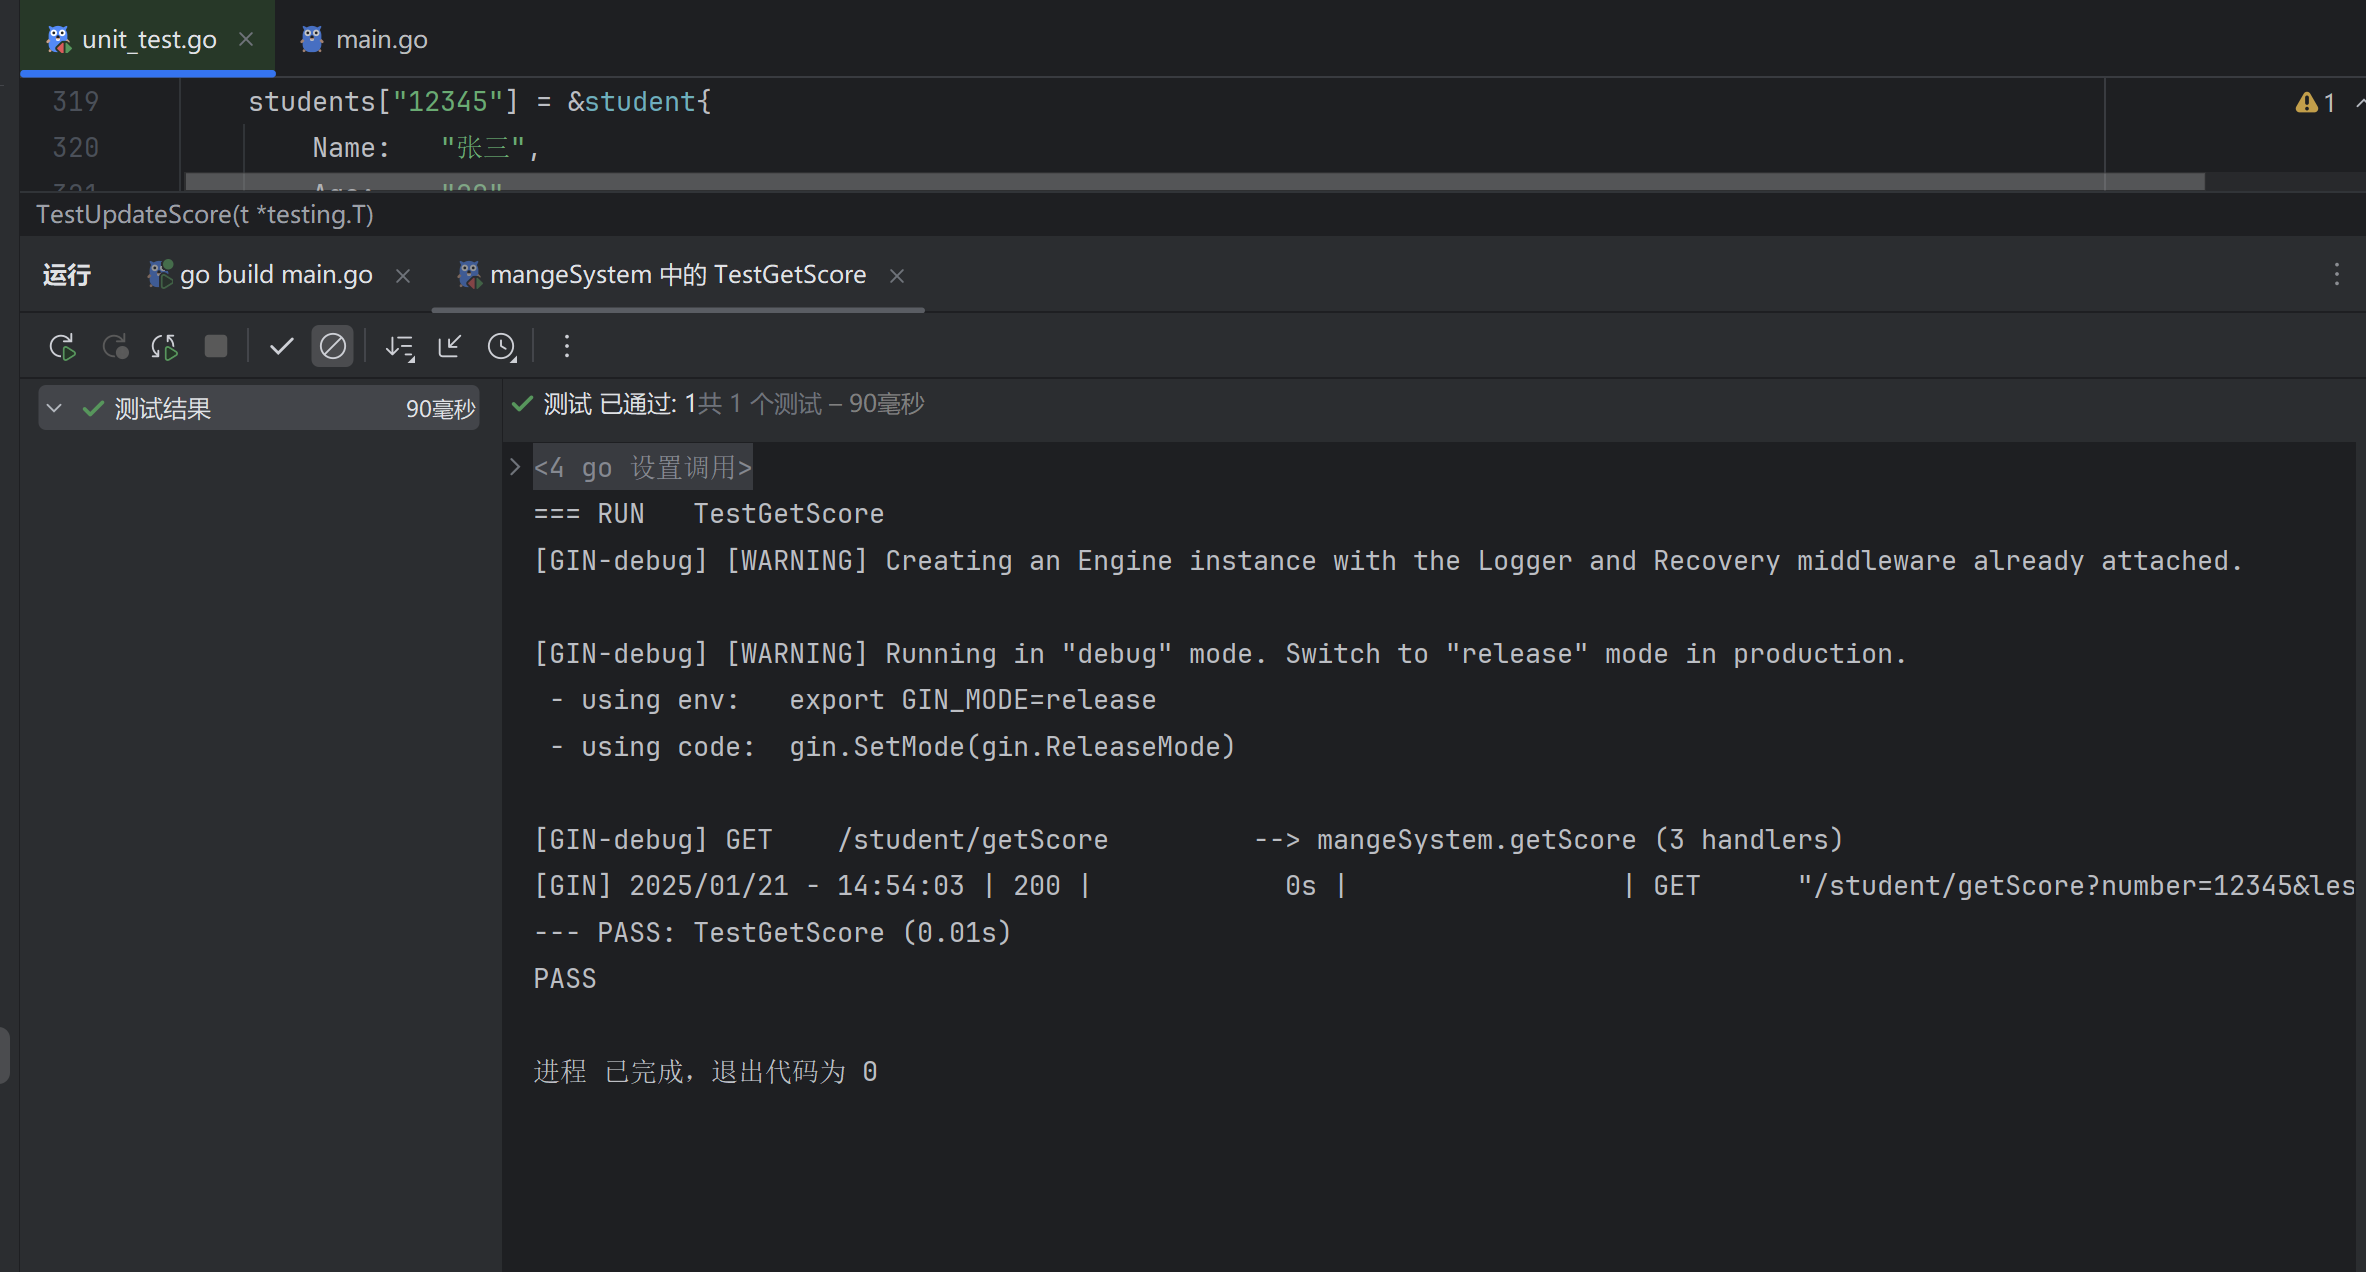 unit_test.go
main.go
319 students["12345"] = &student{
1
320 Name: "张三",
TestUpdateScore(t *testing.T)
运行
go build main.go
mangeSystem 中的 TestGetScore
测试结果 90毫秒
测试 已通过: 1共 1 个测试 – 90毫秒
<4 go 设置调用>
=== RUN   TestGetScore
[GIN-debug] [WARNING] Creating an Engine instance with the Logger and Recovery middleware already attached.
[GIN-debug] [WARNING] Running in "debug" mode. Switch to "release" mode in production.
- using env:   export GIN_MODE=release
- using code:  gin.SetMode(gin.ReleaseMode)
[GIN-debug] GET    /student/getScore         --> mangeSystem.getScore (3 handlers)
[GIN] 2025/01/21 - 14:54:03 | 200 |            0s |                 | GET      "/student/getScore?number=12345&les
--- PASS: TestGetScore (0.01s)
PASS
进程 已完成，退出代码为 0